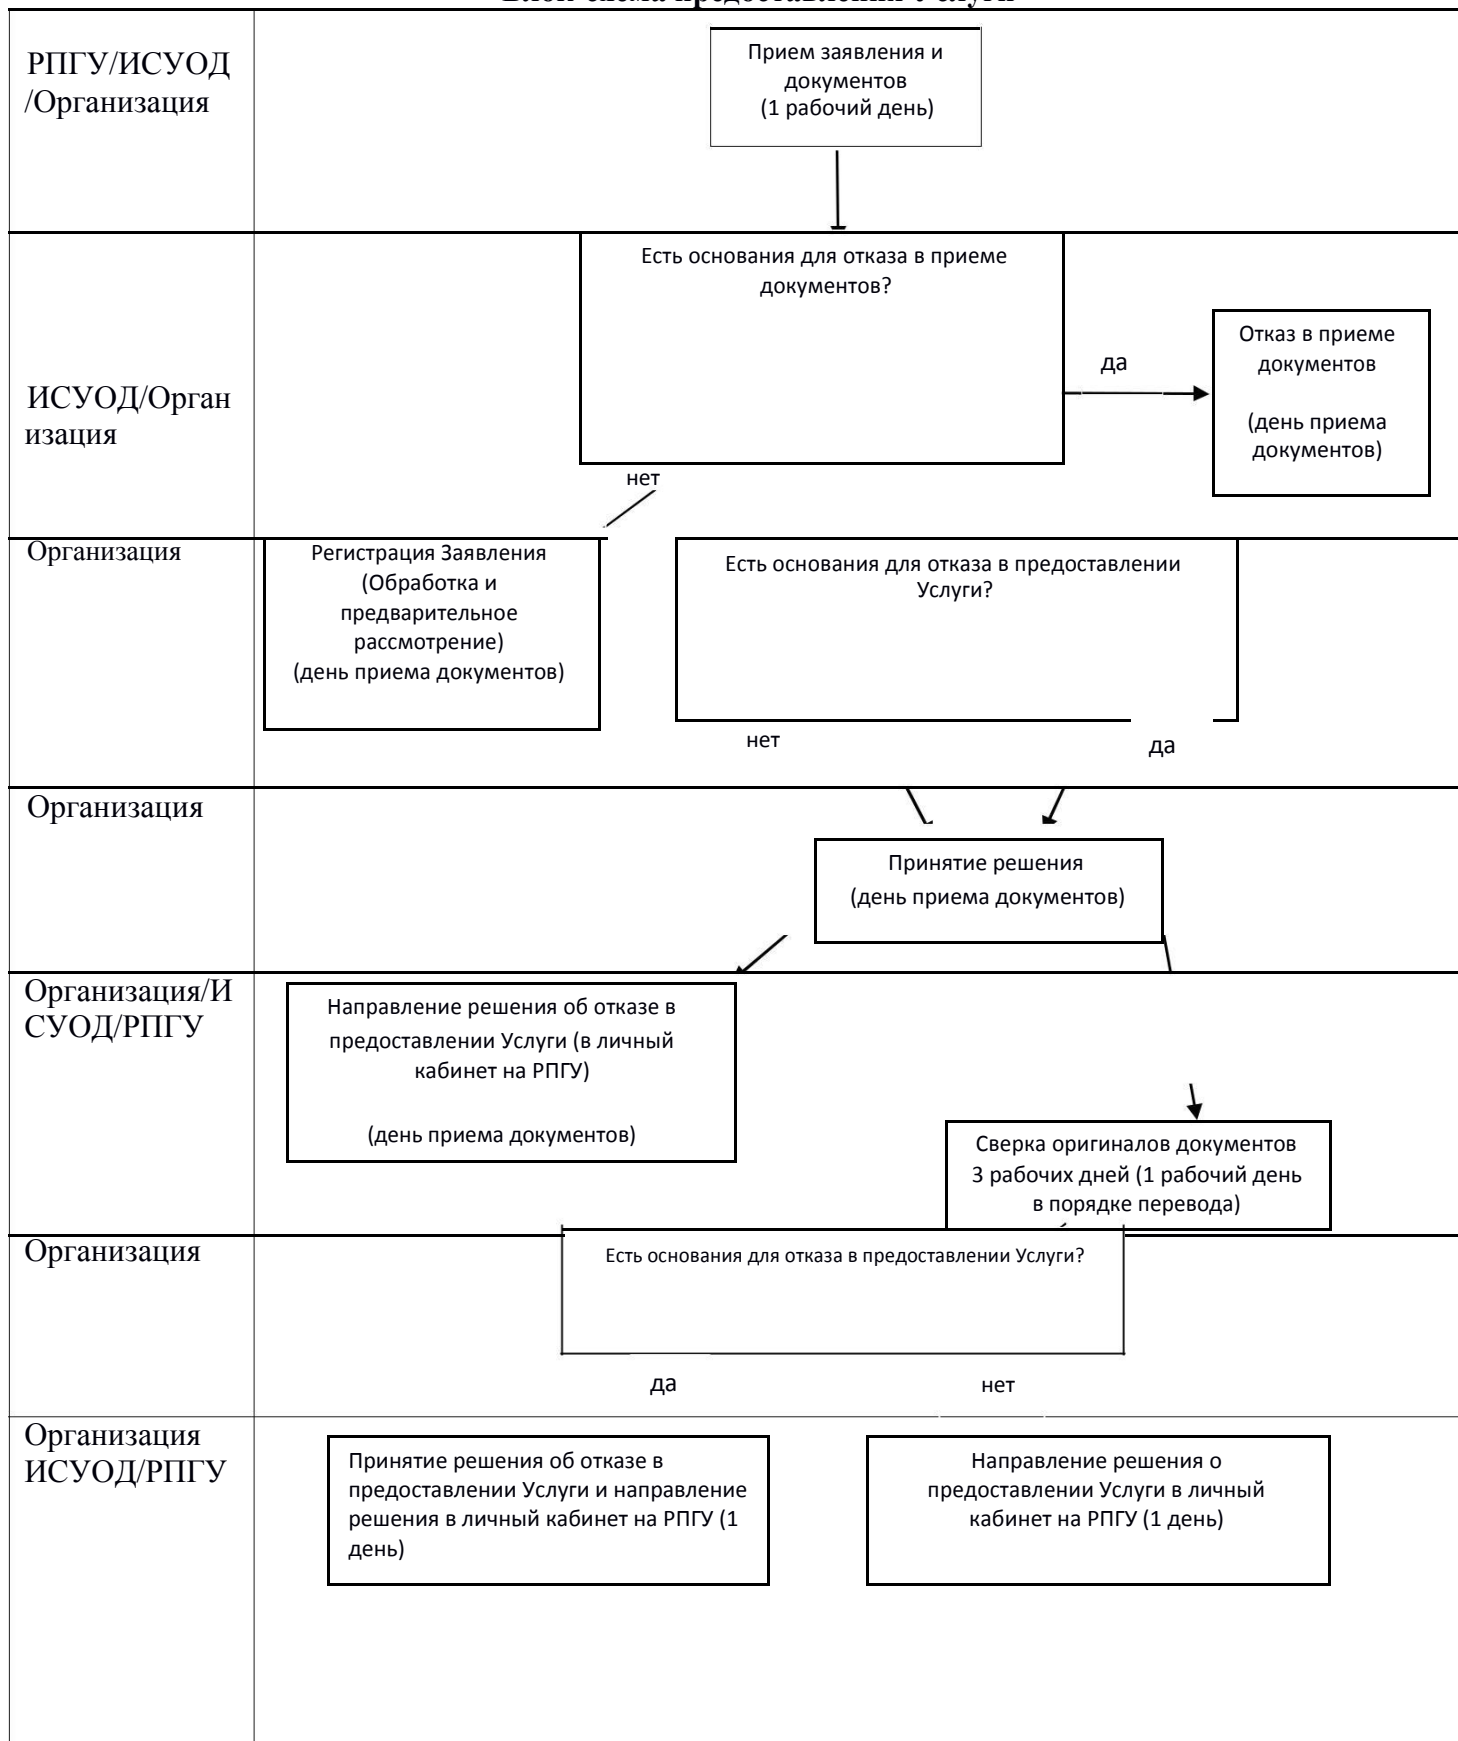 РПГУ/ИСУОД
/Организация
Прием заявления и
документов
(1 рабочий день)
ИСУОД/Орган
изация
Есть основания для отказа в приеме
документов?
да
Отказ в приеме
документов
(день приема
документов)
нет
Организация
Регистрация Заявления
(Обработка и
предварительное
рассмотрение)
(день приема документов)
Есть основания для отказа в предоставлении
Услуги?
нет
да
Организация
Принятие решения
(день приема документов)
Организация/И
СУОД/РПГУ
Направление решения об отказе в
предоставлении Услуги (в личный
кабинет на РПГУ)
(день приема документов)
Сверка оригиналов документов
3 рабочих дней (1 рабочий день
в порядке перевода)
Организация
Есть основания для отказа в предоставлении Услуги?
да
нет
Организация
ИСУОД/РПГУ
Принятие решения об отказе в
предоставлении Услуги и направление
решения в личный кабинет на РПГУ (1
день)
Направление решения о
предоставлении Услуги в личный
кабинет на РПГУ (1 день)